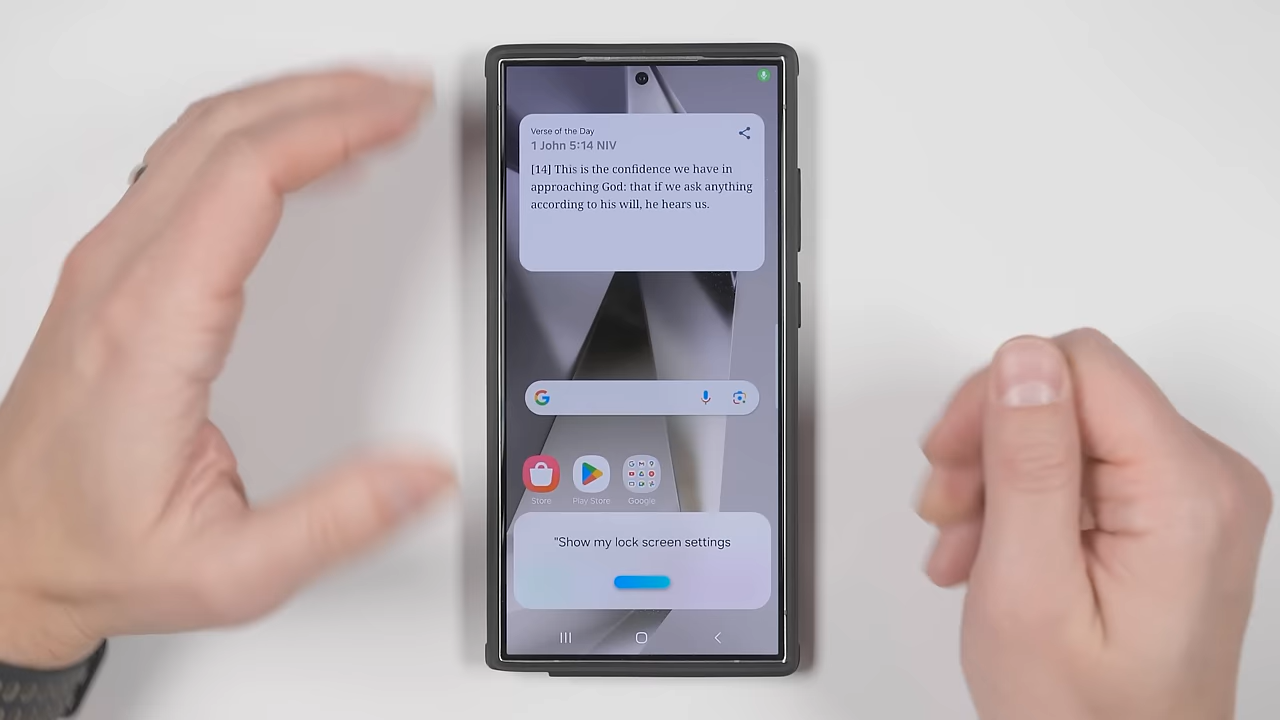 Verse of the Day
1 John 5:14 NIV
[14] This is the confidence we have in
approaching God: that if we ask anything
according to his will, he hears us.
Store
Play Store
Google
"Show my lock screen settings